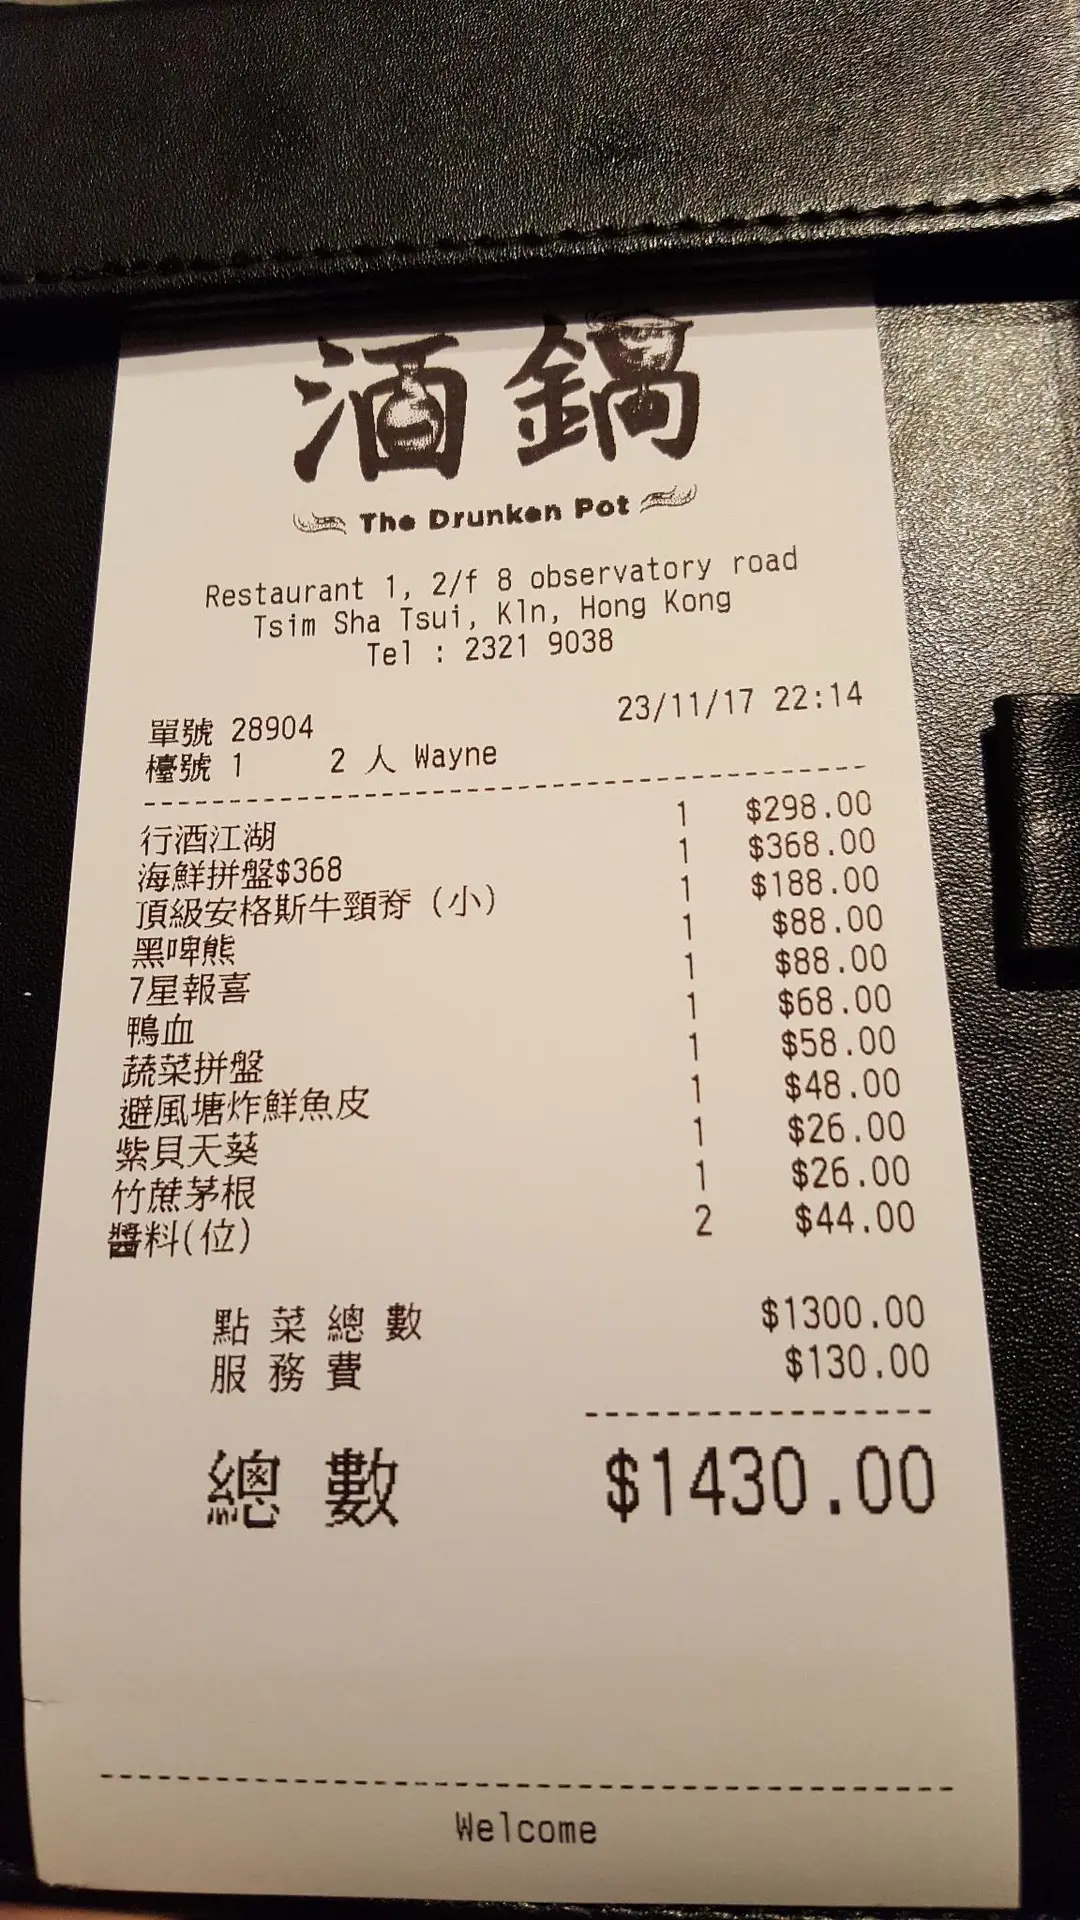 酒鍋
The Drunken Pot
Restaurant 1, 2/f 8 observatory road
Tsim Sha Tsui, Kln, Hong Kong
Tel : 2321 9038
單號 28904 23/11/17 22:14
檯號 1 2 人 Wayne
行酒江湖 1 $298.00
海鮮拼盤$368 1 $368.00
頂級安格斯牛頸脊（小） 1 $188.00
黑啤熊 1 $88.00
7星報喜 1 $88.00
鴨血 1 $68.00
蔬菜拼盤 1 $58.00
避風塘炸鮮魚皮 1 $48.00
紫貝天葵 1 $26.00
竹蔗茅根 1 $26.00
醬料(位) 2 $44.00
點菜總數 $1300.00
服務費 $130.00
總數 $1430.00
Welcome